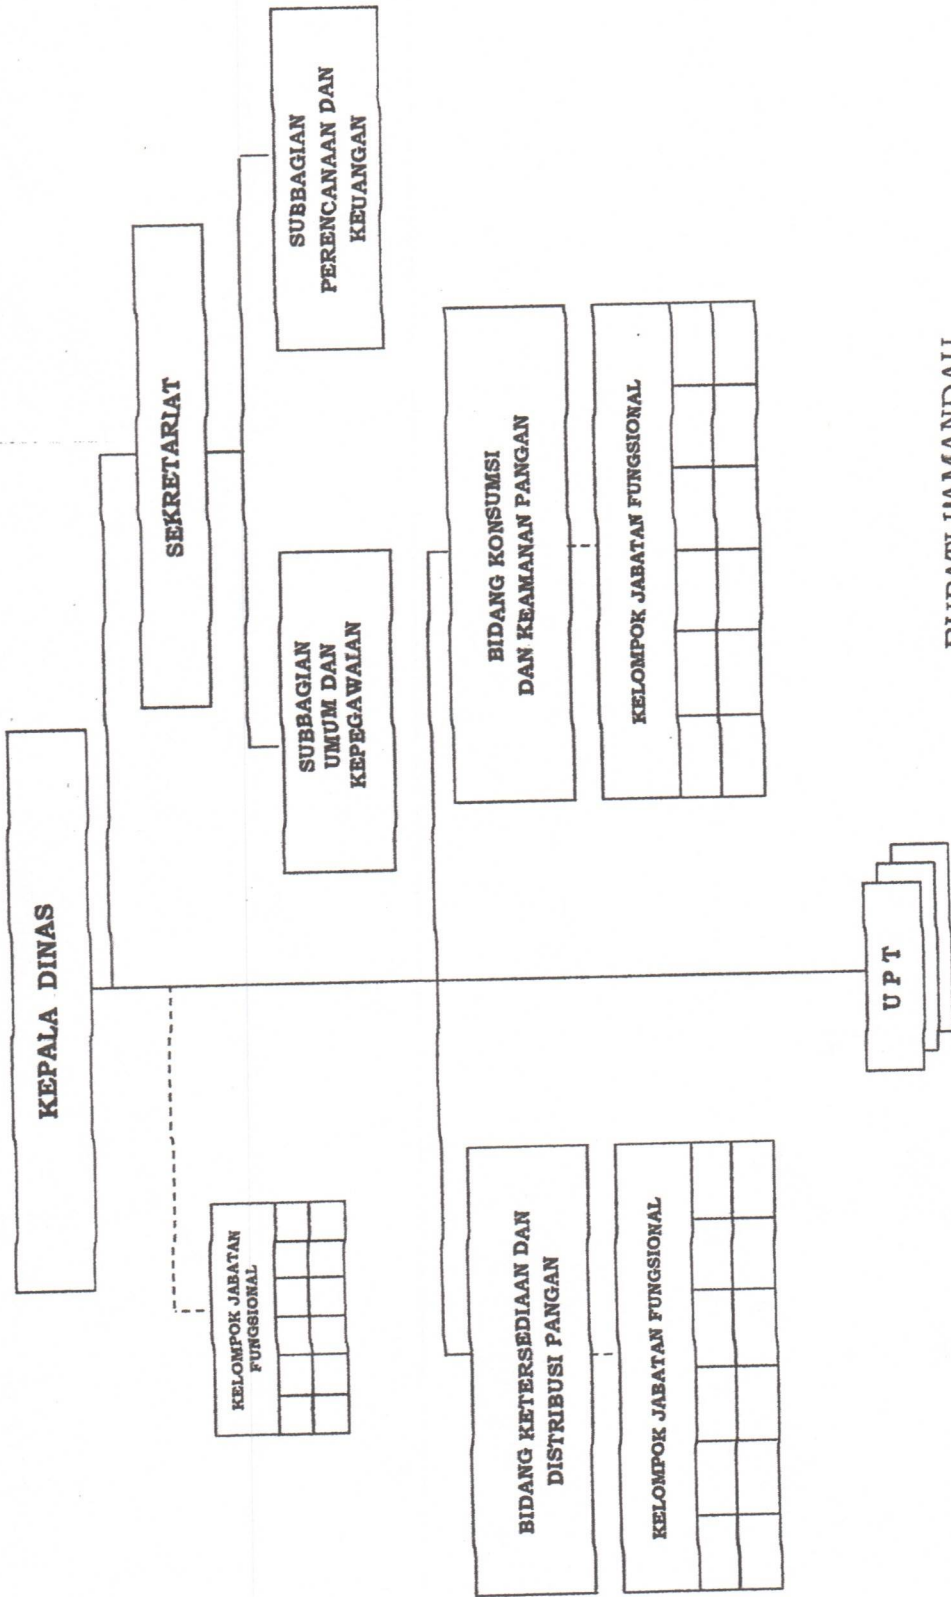 KEPALA DINAS
SEKRETARIAT
KELOMPOK JABATAN
FUNGSIONAL
SUBBAGIAN
UMUM DAN
KEPEGAWAIAN
SUBBAGIAN
PERENCANAAN DAN
KEUANGAN
BIDANG KETERSEDIAAN DAN
DISTRIBUSI PANGAN
BIDANG KONSUMSI
DAN KEAMANAN PANGAN
KELOMPOK JABATAN FUNGSIONAL
KELOMPOK JABATAN FUNGSIONAL
U P T